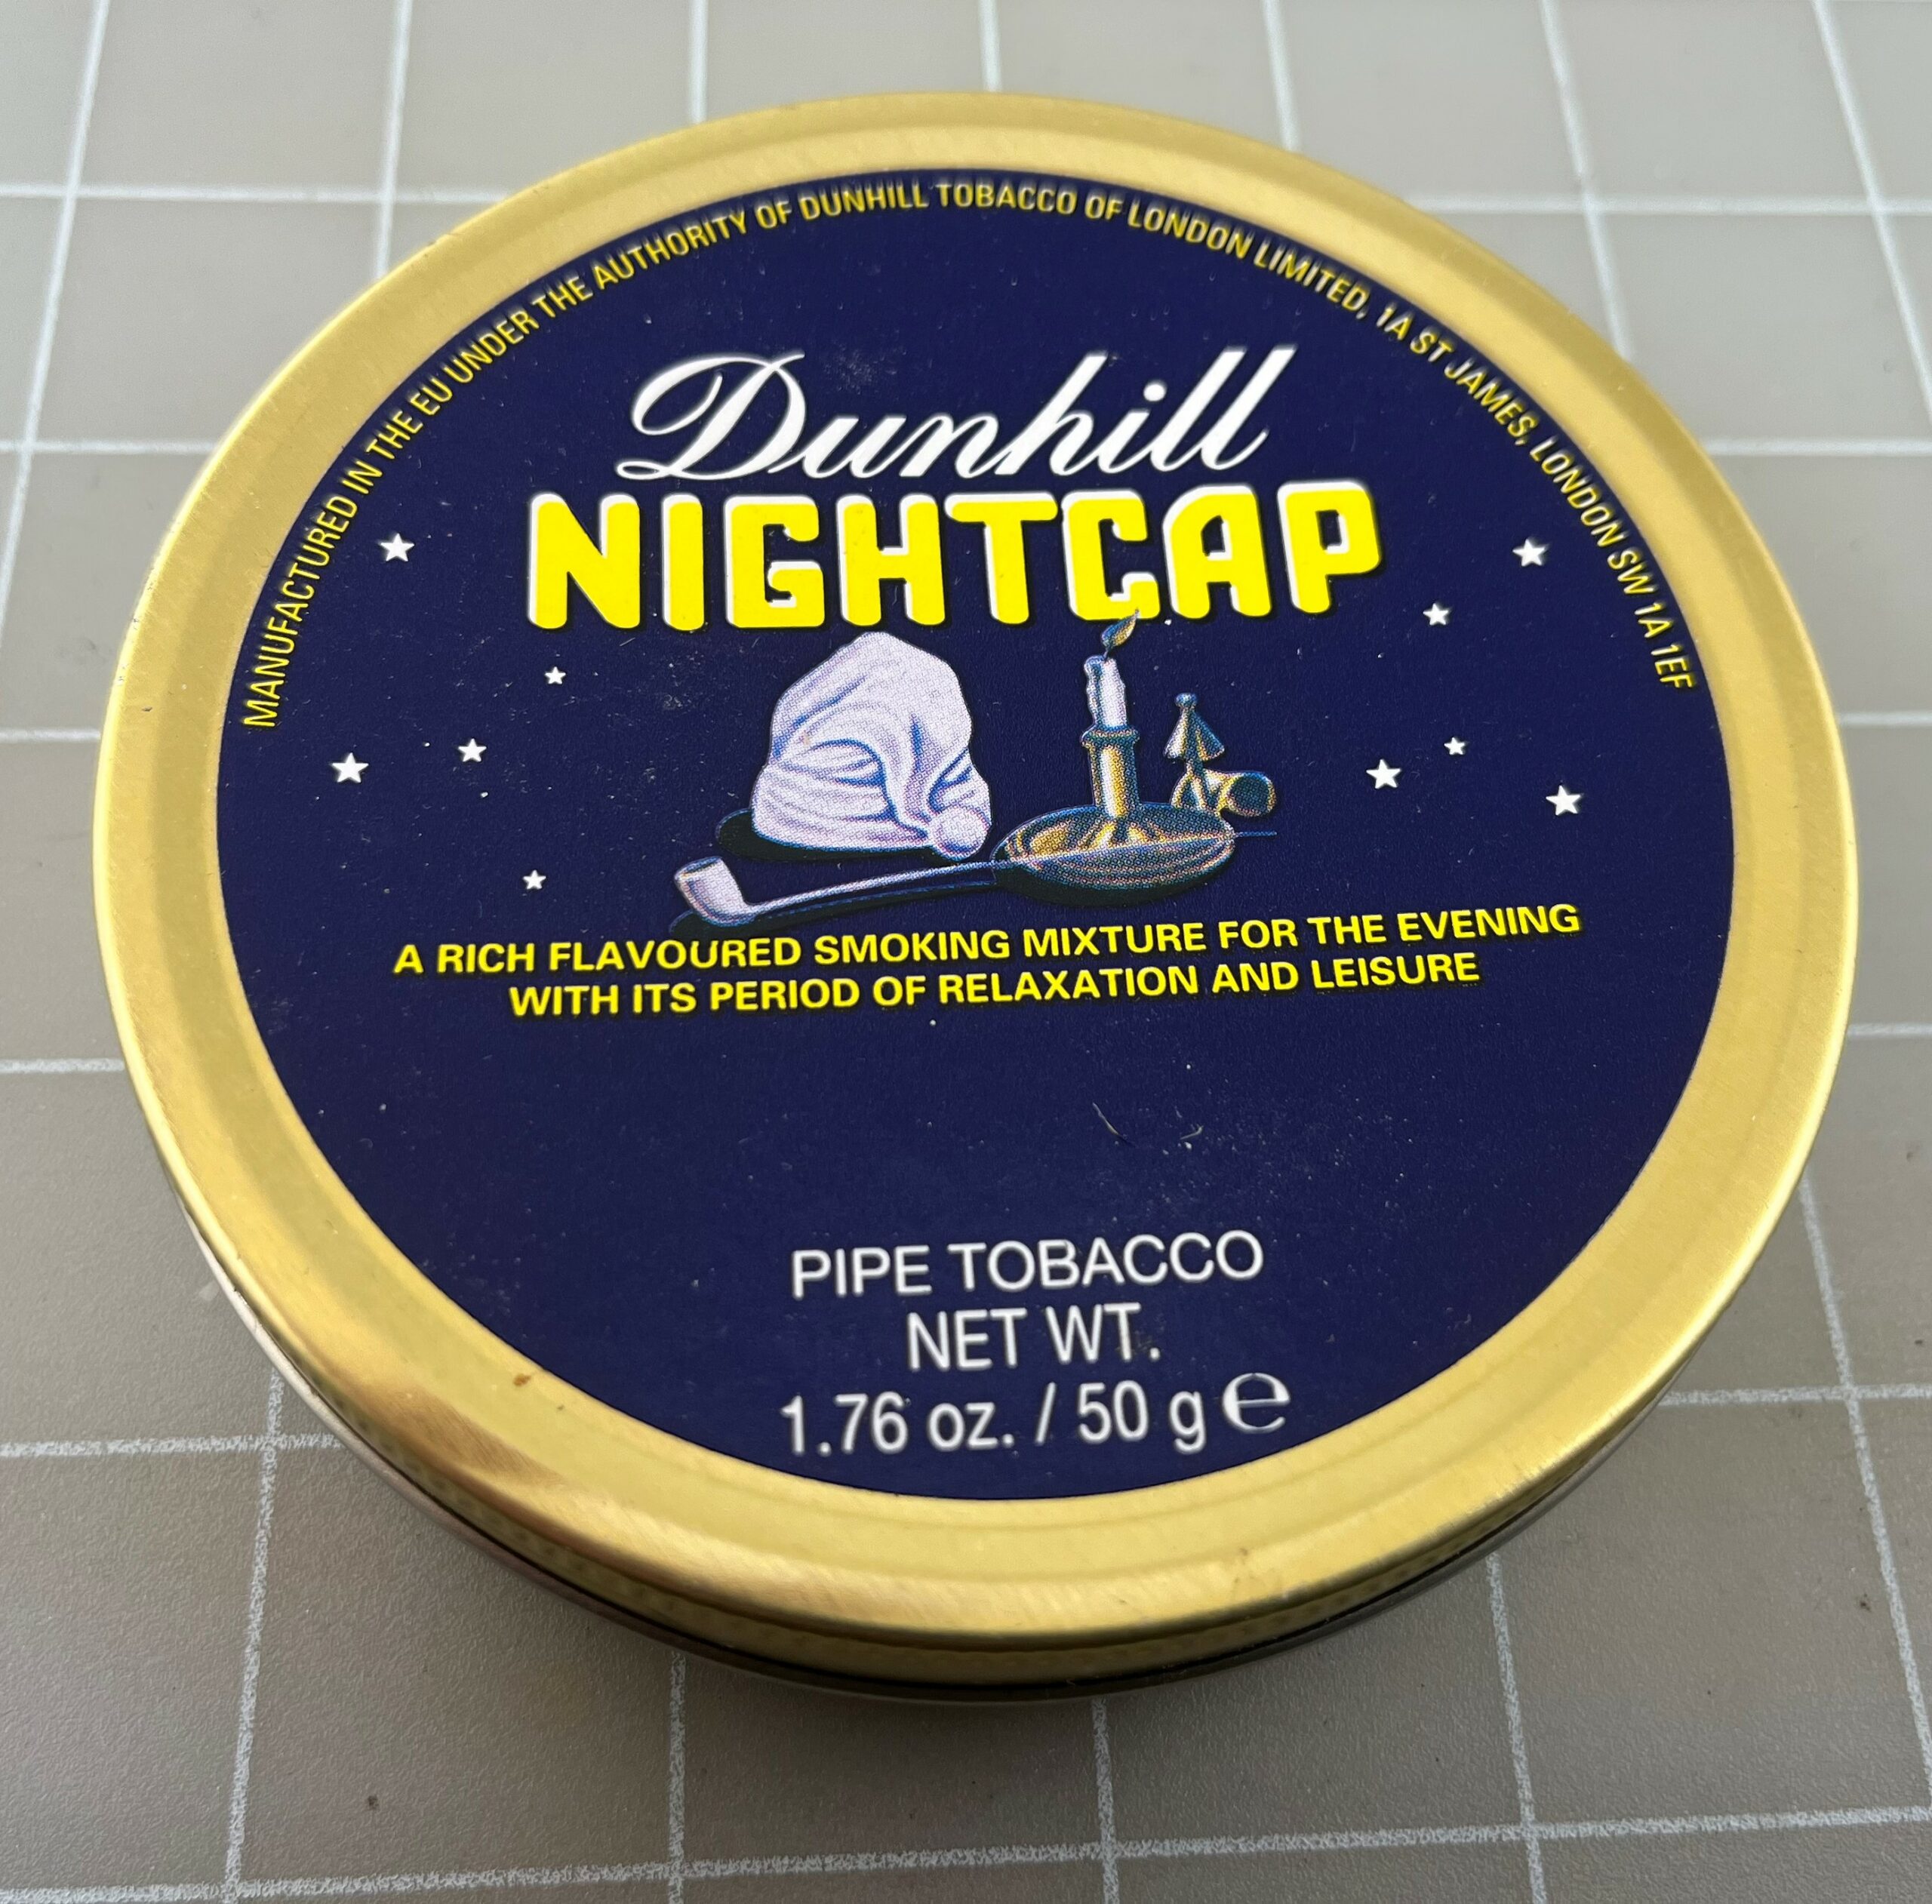 MANUFACTURED IN THE EU UNDER THE AUTHORITY OF DUNHILL TOBACCO OF LONDON LIMITED, 1A ST JAMES, LONDON SW1A 1EF
Dunhill
NIGHTCAP
A RICH FLAVOURED SMOKING MIXTURE FOR THE EVENING
WITH ITS PERIOD OF RELAXATION AND LEISURE
PIPE TOBACCO
NET WT.
1.76 oz. / 50 g ℮